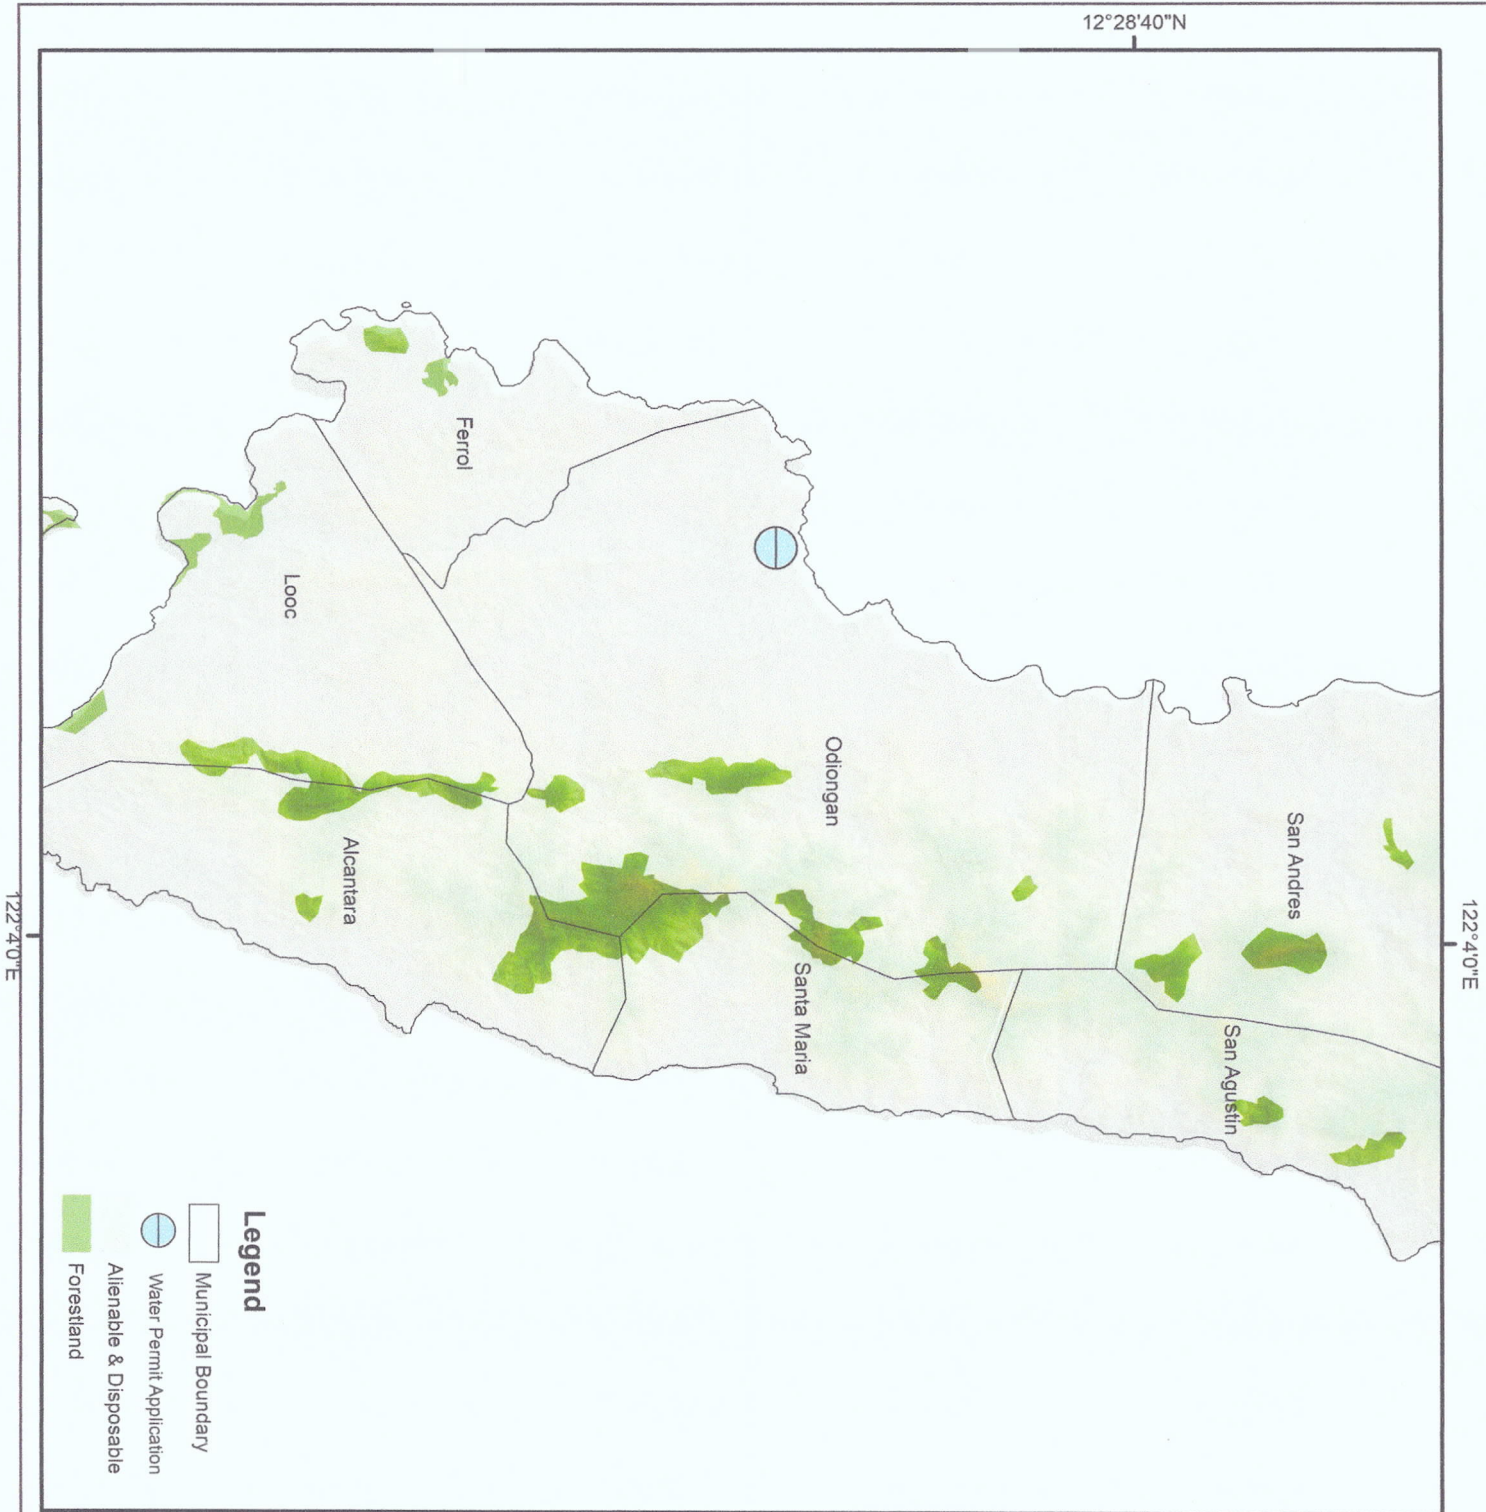 12°28'40"N
122°4'0"E
122°4'0"E
San Andres
San Agustin
Odiongan
Santa Maria
Ferrol
Looc
Alcantara
Legend
Municipal Boundary
Water Permit Application
Alienable & Disposable
Forestland